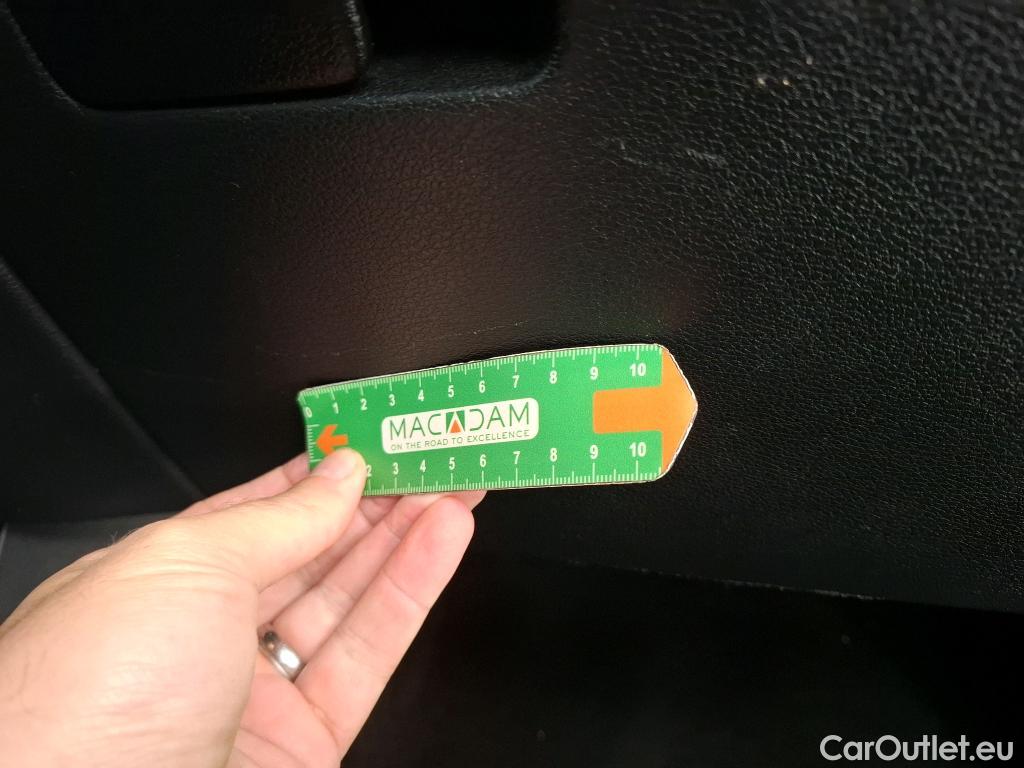 0 1 2 3 4 5 6 7 8 9 10
MACADAM
ON THE ROAD TO EXCELLENCE
2 3 4 5 6 7 8 9 10
CarOutlet.eu